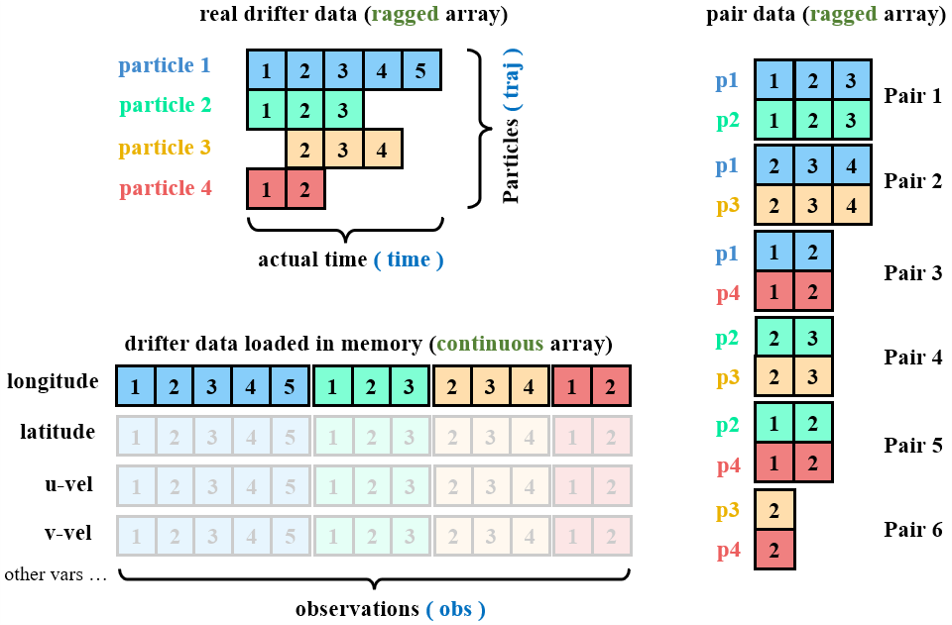 real drifter data (ragged array)
particle 1 1 2 3 4 5
particle 2 1 2 3
particle 3 2 3 4
particle 4 1 2
Particles ( traj )
actual time ( time )
drifter data loaded in memory (continuous array)
longitude 1 2 3 4 5 1 2 3 2 3 4 1 2
latitude 1 2 3 4 5 1 2 3 2 3 4 1 2
u-vel 1 2 3 4 5 1 2 3 2 3 4 1 2
v-vel 1 2 3 4 5 1 2 3 2 3 4 1 2
other vars …
observations ( obs )
pair data (ragged array)
p1 1 2 3
p2 1 2 3
Pair 1
p1 2 3 4
p3 2 3 4
Pair 2
p1 1 2
p4 1 2
Pair 3
p2 2 3
p3 2 3
Pair 4
p2 1 2
p4 1 2
Pair 5
p3 2
p4 2
Pair 6